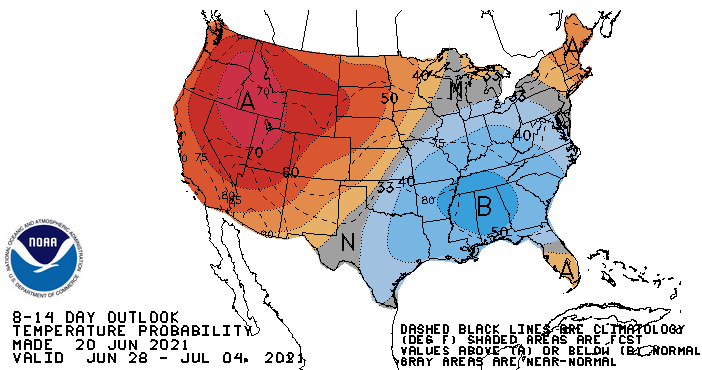 40
33
A
M
33
A
70
50
75
40
70
75
60
33
40
80
80
85
B
50
N
70
A
NATIONAL OCEANIC AND ATMOSPHERIC ADMINISTRATION
NOAA
U.S. DEPARTMENT OF COMMERCE
8-14 DAY OUTLOOK
TEMPERATURE PROBABILITY
MADE 20 JUN 2021
VALID JUN 28 - JUL 04, 2021
DASHED BLACK LINES ARE CLIMATOLOGY
(DEG F) SHADED AREAS ARE FCST
VALUES ABOVE (A) OR BELOW (B) NORMAL
GRAY AREAS ARE NEAR-NORMAL